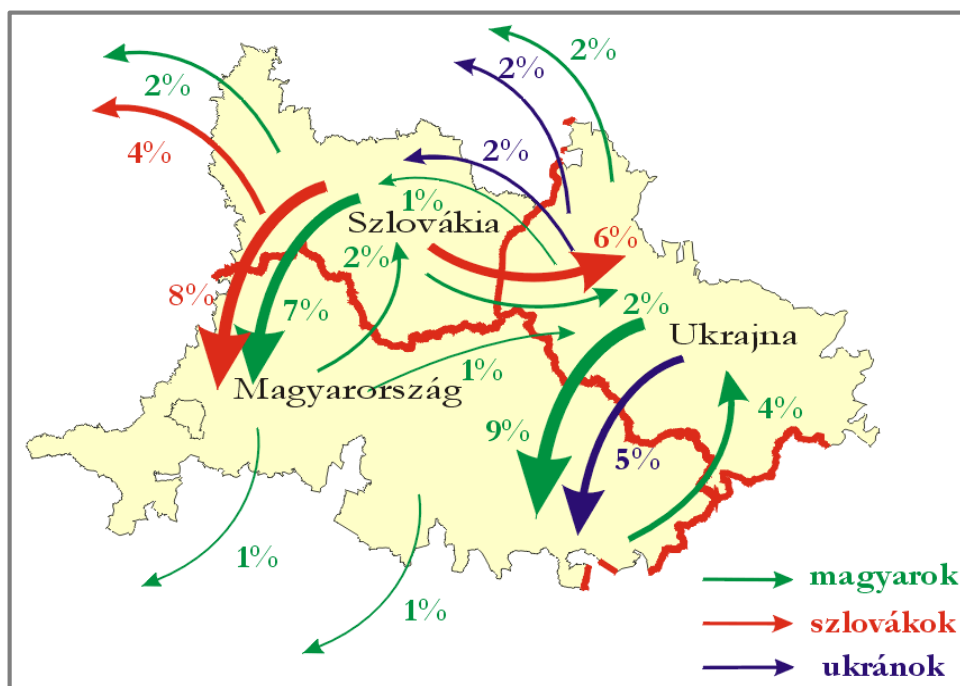 2%
2%
2%
4%
2%
1%
Szlovákia
6%
2%
8%
7%
2%
Ukrajna
1%
Magyarország
4%
9%
5%
1%
1%
magyarok
szlovákok
ukránok